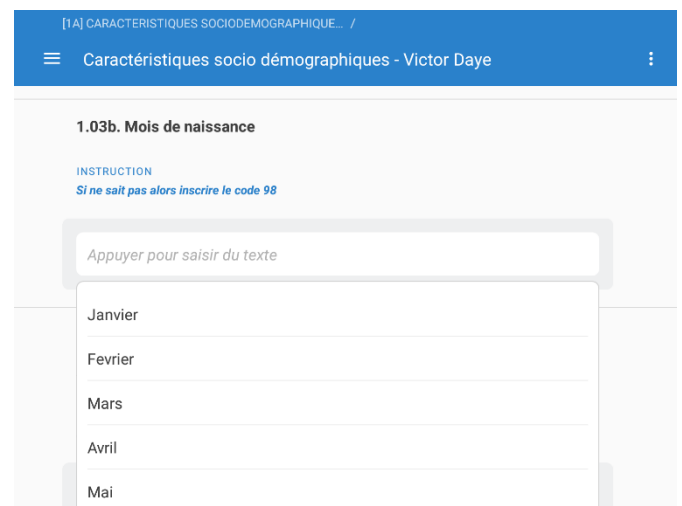 [1A] CARACTERISTIQUES SOCIODEMOGRAPHIQUE... /
Caractéristiques socio démographiques - Victor Daye
1.03b. Mois de naissance
INSTRUCTION
Si ne sait pas alors inscrire le code 98
Appuyer pour saisir du texte
Janvier
Fevrier
Mars
Avril
Mai